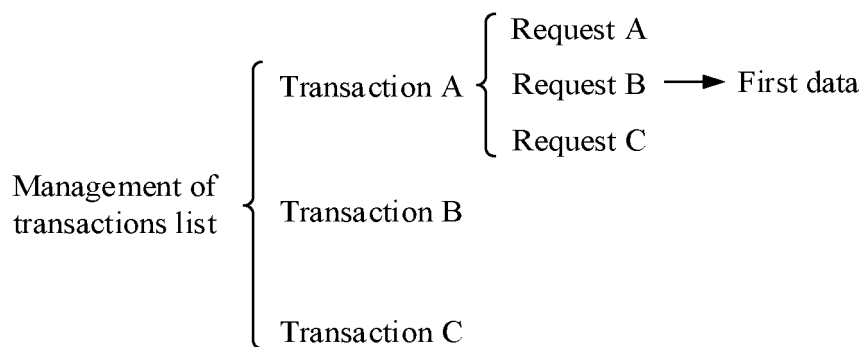 Management of
transactions list
Transaction A
Request A
Request B
First data
Request C
Transaction B
Transaction C